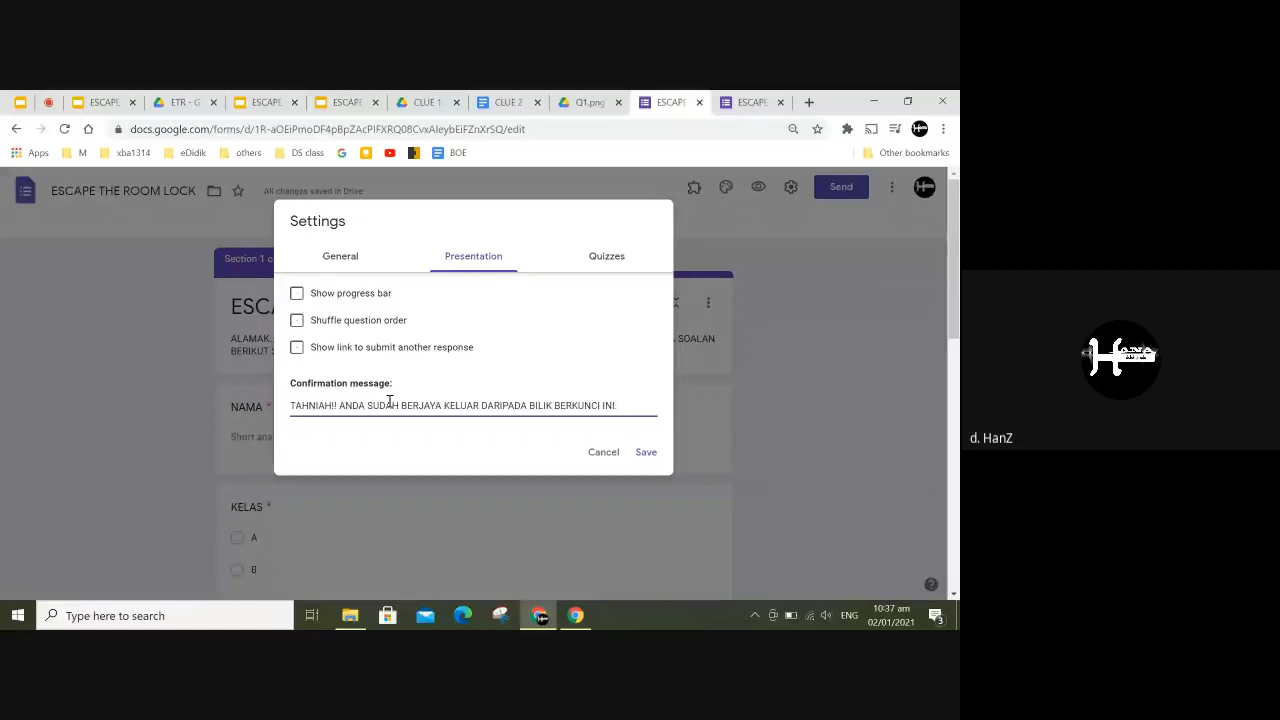 ESCAPE
ETR - G
ESCAPE
ESCAPE
CLUE 1
CLUE 2
Q1.png
ESCAPE
ESCAPE
docs.google.com/forms/d/1R-aOEiPmoDF4pBpZAcPIFXRQ08CvxAleybEiFZnXrSQ/edit
Apps
M
xba1314
eDidik
others
DS class
BOE
Other bookmarks
ESCAPE THE ROOM LOCK
All changes saved in Drive
Send
Section 1 o
Settings
General
Presentation
Quizzes
Show progress bar
ESC
Shuffle question order
ALAMAK.
SOALAN
BERIKUT
Show link to submit another response
Confirmation message:
NAMA *
TAHNIAH!! ANDA SUDAH BERJAYA KELUAR DARIPADA BILIK BERKUNCI INI.
Short ans
Cancel
Save
d. HanZ
KELAS *
A
B
Type here to search
ENG
10:37 am
02/01/2021
3